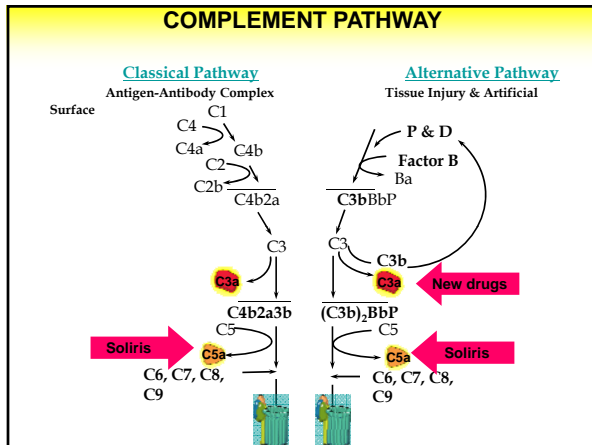 COMPLEMENT PATHWAY
Classical Pathway
Antigen-Antibody Complex
Surface
C1
C4
C4a
C4b
C2
C2b
C4b2a
C3
C3a
C4b2a3b
C5
Soliris
C5a
C6, C7, C8,
C9
Alternative Pathway
Tissue Injury & Artificial
P & D
Factor B
Ba
C3bBbP
C3
C3b
C3a
New drugs
(C3b)₂BbP
C5
C5a
Soliris
C6, C7, C8,
C9